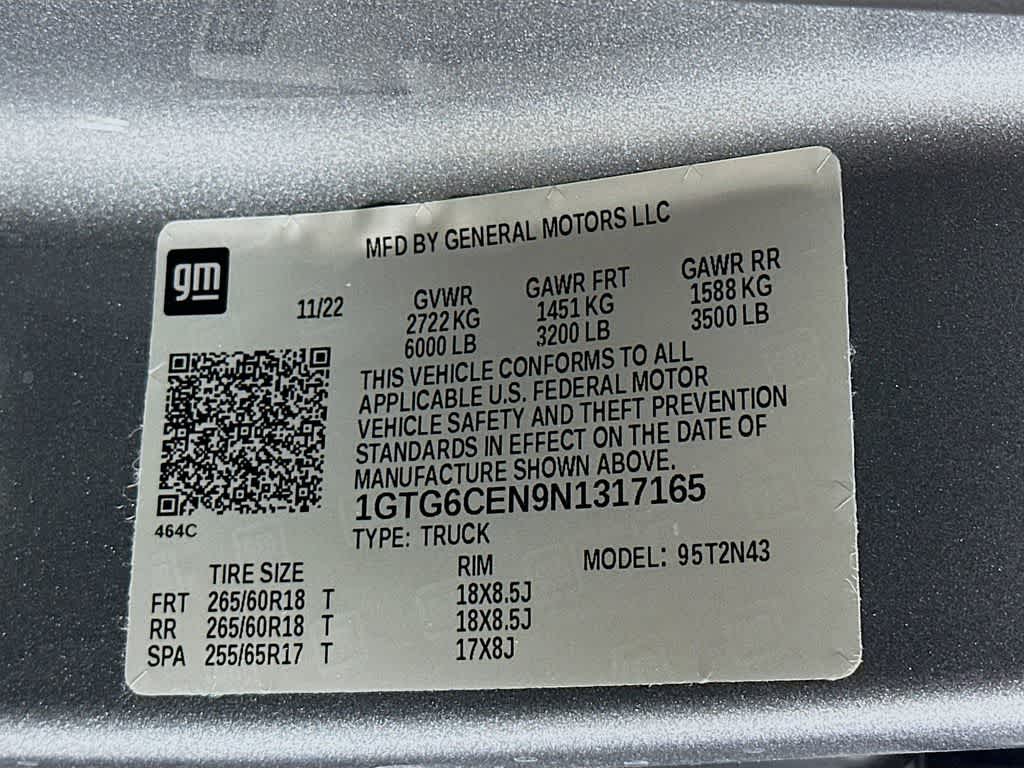 MFD BY GENERAL MOTORS LLC
gm
11/22 GVWR GAWR FRT GAWR RR
2722 KG 1451 KG 1588 KG
6000 LB 3200 LB 3500 LB
THIS VEHICLE CONFORMS TO ALL
APPLICABLE U.S. FEDERAL MOTOR
VEHICLE SAFETY AND THEFT PREVENTION
STANDARDS IN EFFECT ON THE DATE OF
MANUFACTURE SHOWN ABOVE.
1GTG6CEN9N1317165
464C
TYPE: TRUCK
TIRE SIZE RIM MODEL: 95T2N43
FRT 265/60R18 T 18X8.5J
RR 265/60R18 T 18X8.5J
SPA 255/65R17 T 17X8J